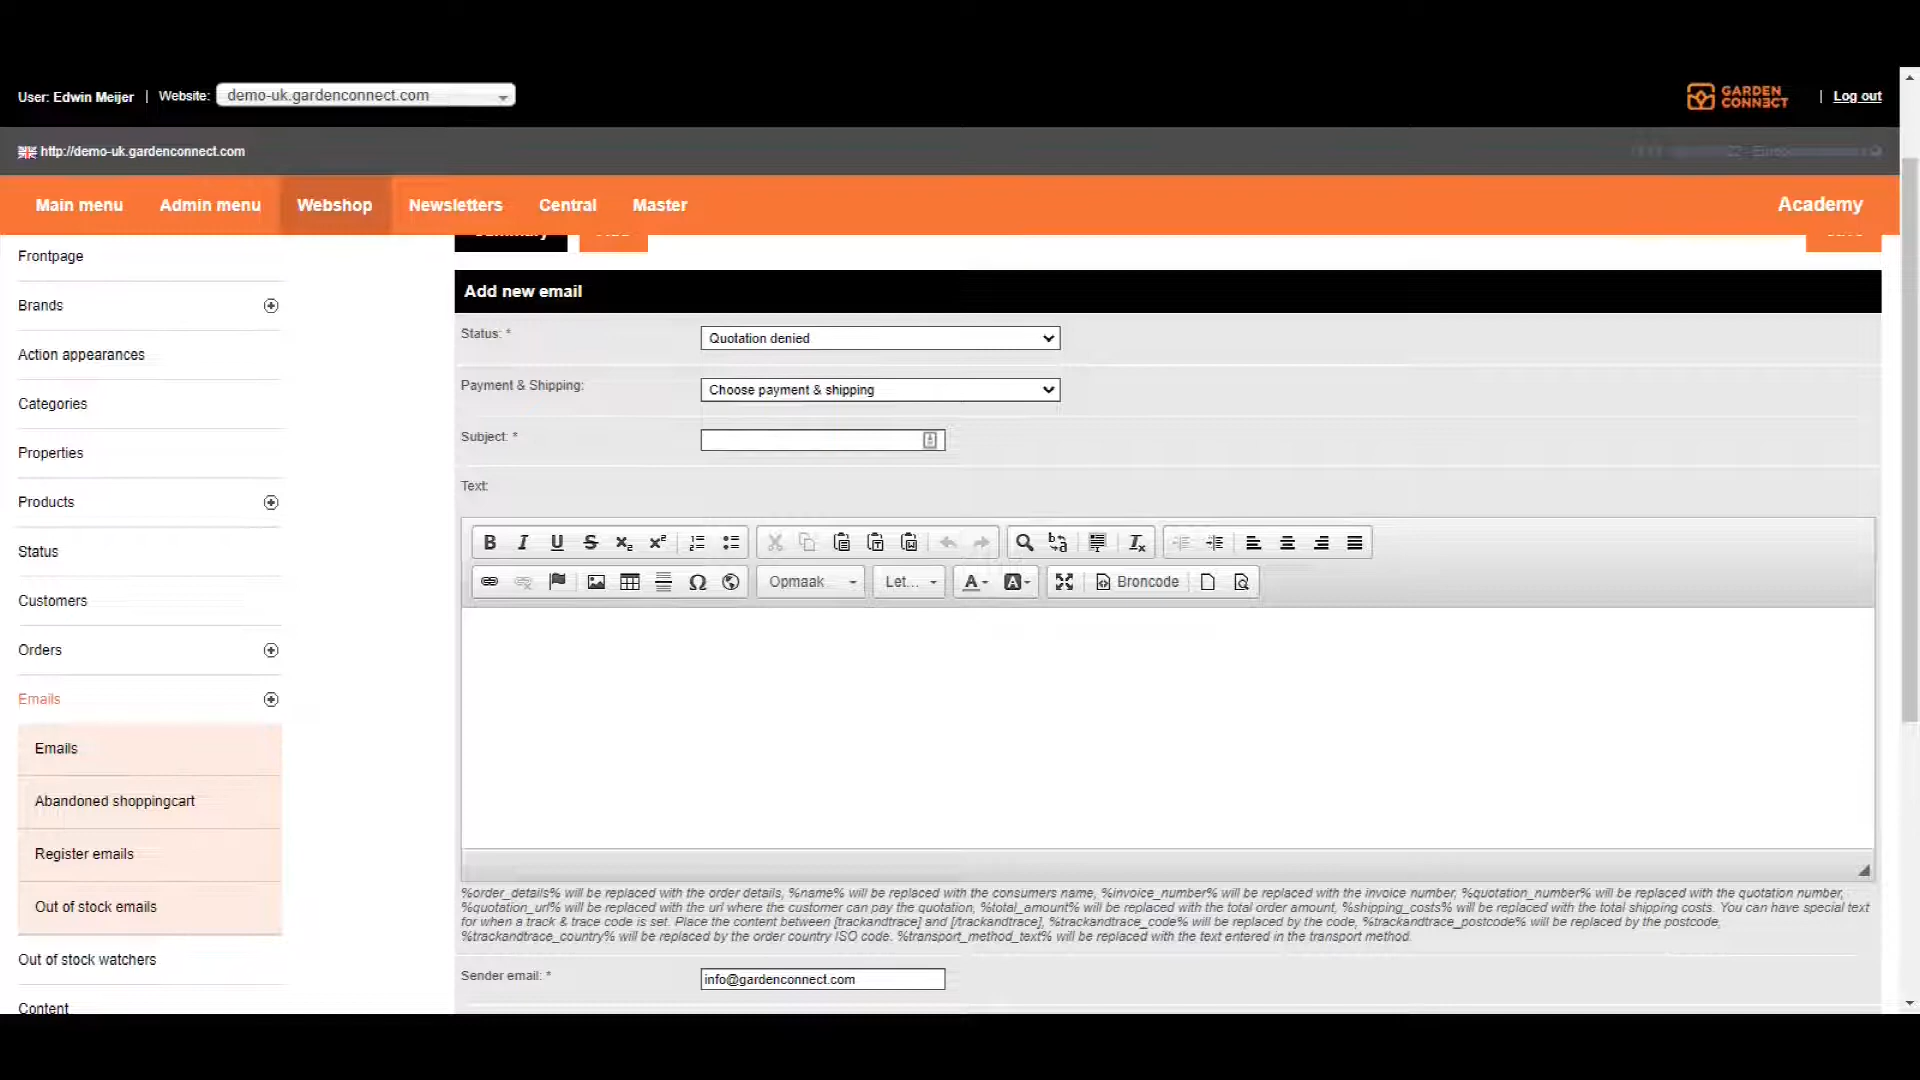 User: Edwin Meijer | Website: demo-uk.gardenconnect.com
GARDEN CONNECT
| Log out
http://demo-uk.gardenconnect.com
Main menu Admin menu Webshop Newsletters Central Master Academy
Frontpage
Brands
Action appearances
Categories
Properties
Products
Status
Customers
Orders
Emails
Emails
Abandoned shoppingcart
Register emails
Out of stock emails
Out of stock watchers
Content
Summary
Add new email
Status: * Quotation denied
Payment & Shipping: Choose payment & shipping
Subject: *
Text:
Opmaak Let... Broncode
%order_details% will be replaced with the order details, %name% will be replaced with the consumers name, %invoice_number% will be replaced with the invoice number, %quotation_number% will be replaced with the quotation number,
%quotation_url% will be replaced with the url where the customer can pay the quotation, %total_amount% will be replaced with the total order amount, %shipping_costs% will be replaced with the total shipping costs. You can have special text
for when a track & trace code is set. Place the content between [trackandtrace] and [/trackandtrace], %trackandtrace_code% will be replaced by the code, %trackandtrace_postcode% will be replaced by the postcode,
%trackandtrace_country% will be replaced by the order country ISO code. %transport_method_text% will be replaced with the text entered in the transport method.
Sender email: * info@gardenconnect.com